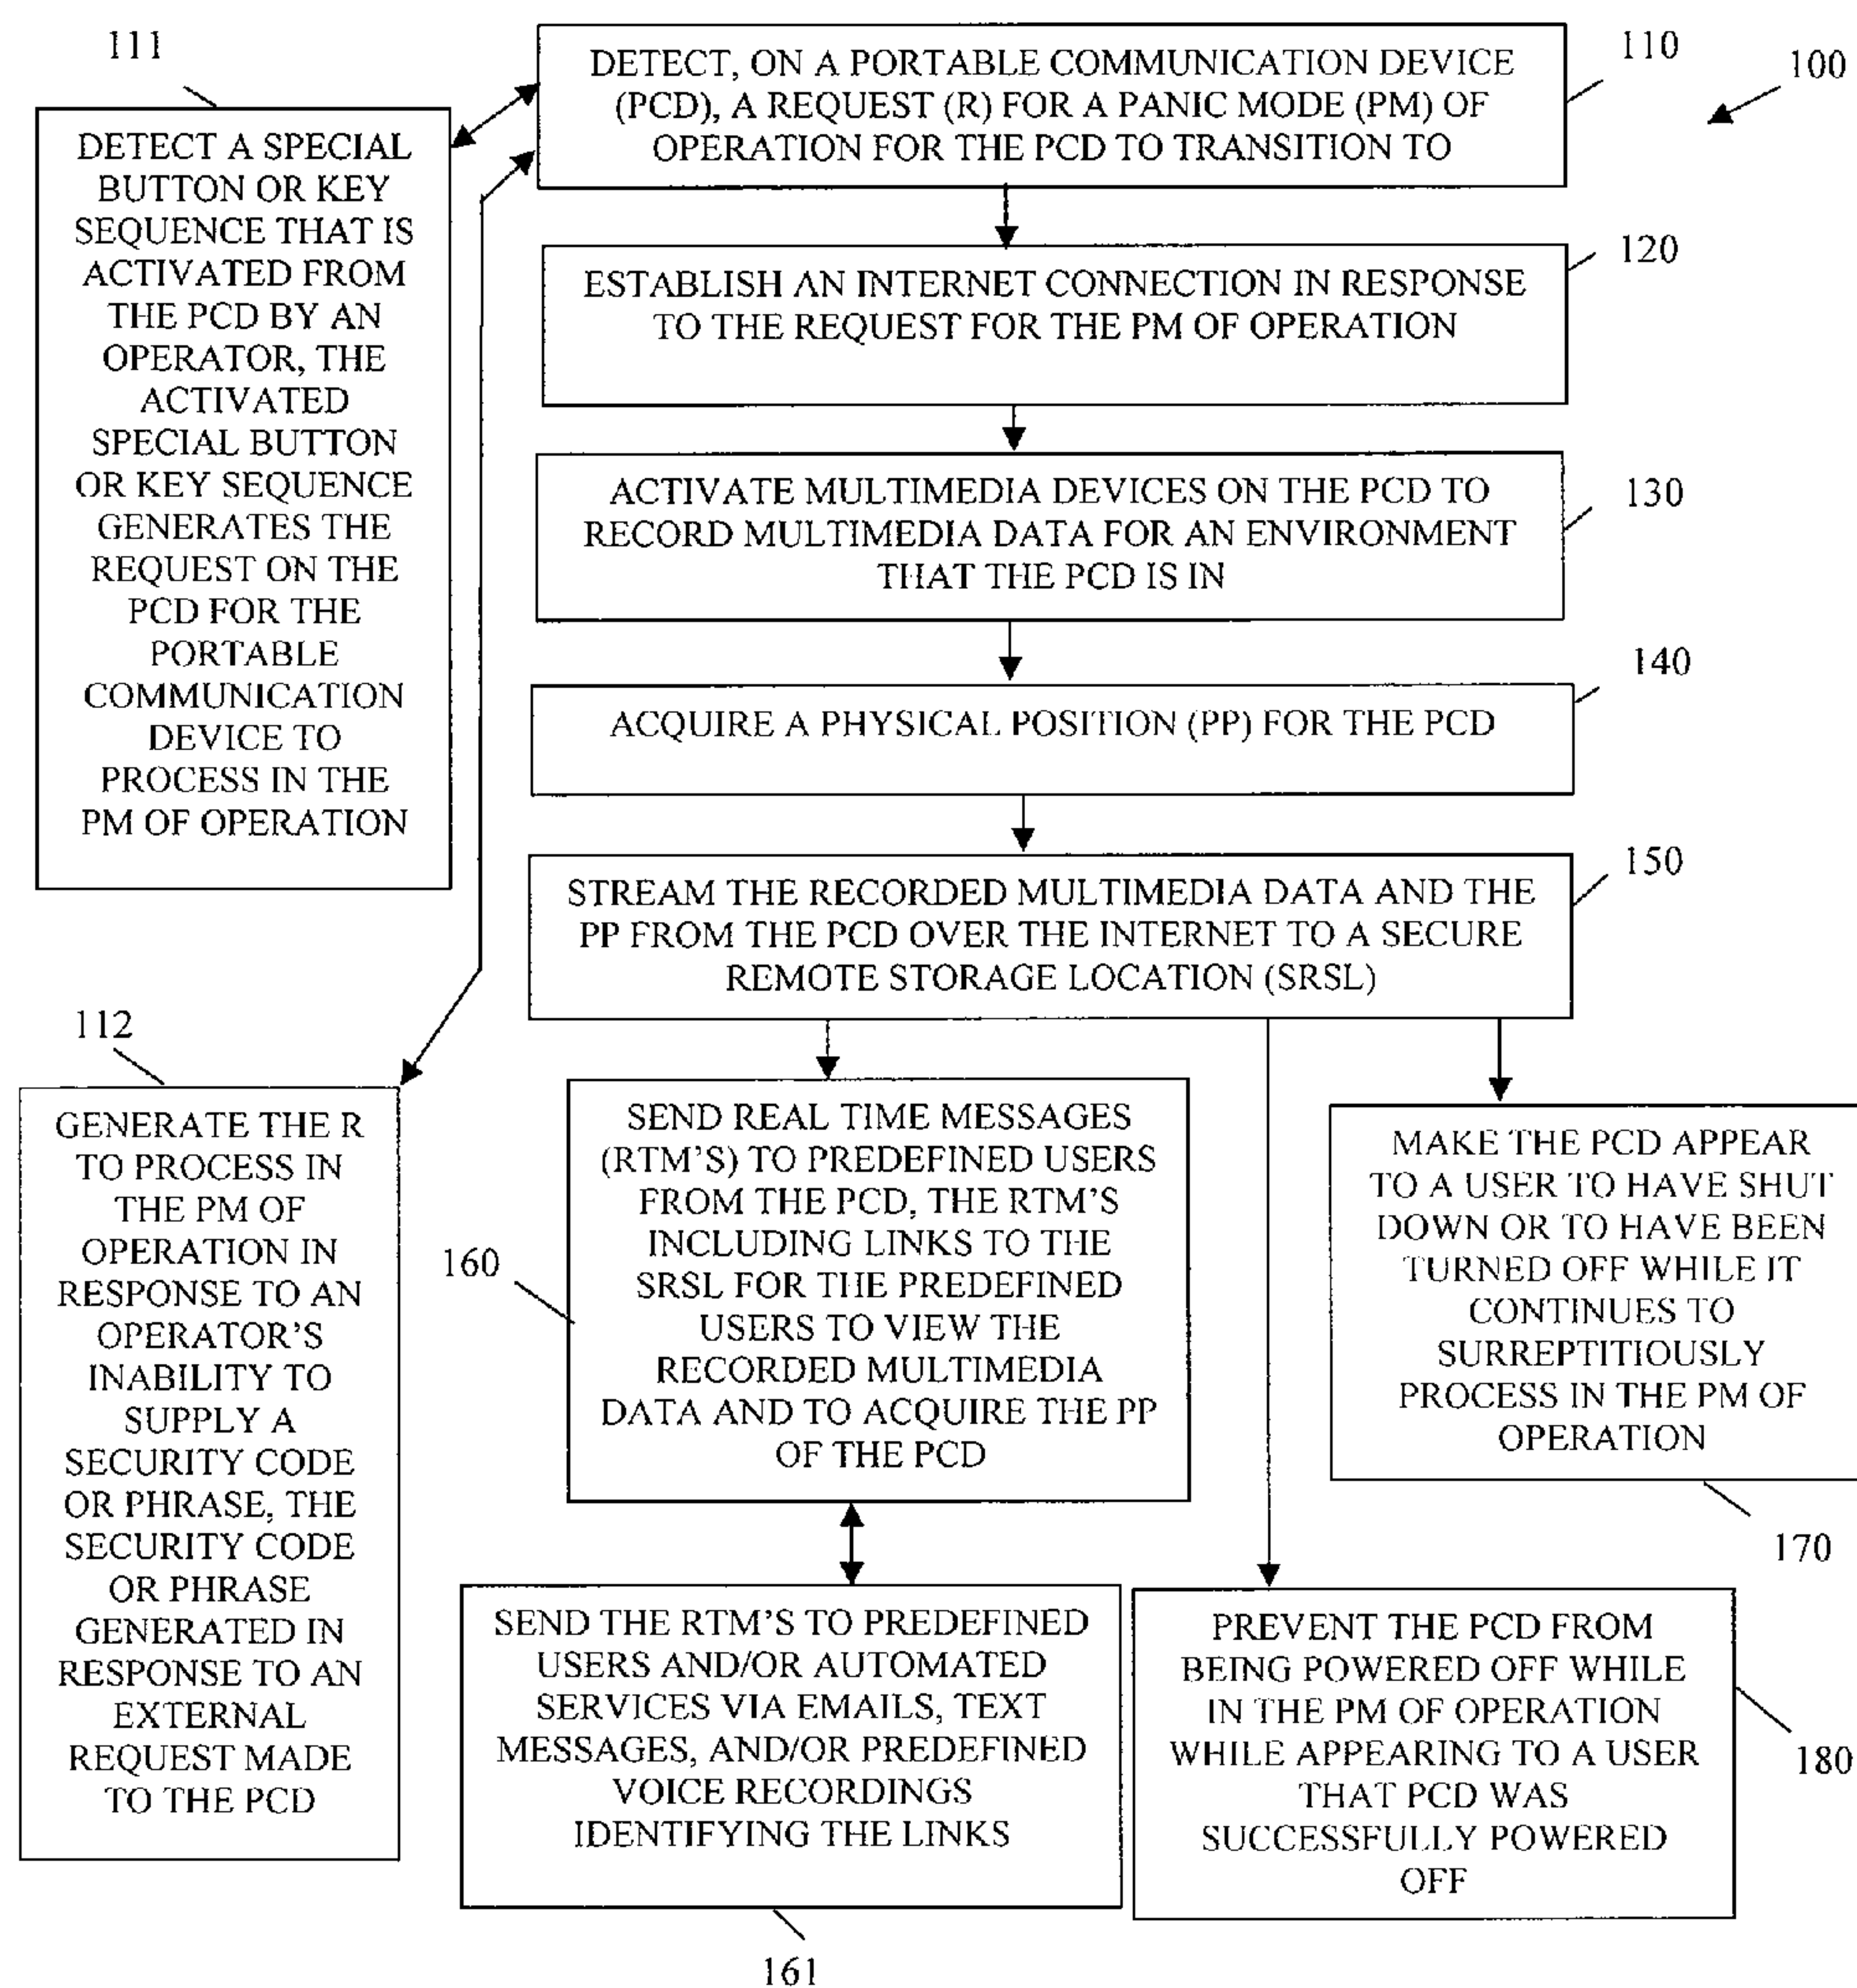 100
110
DETECT, ON A PORTABLE COMMUNICATION DEVICE
(PCD), A REQUEST (R) FOR A PANIC MODE (PM) OF
OPERATION FOR THE PCD TO TRANSITION TO
111
DETECT A SPECIAL
BUTTON OR KEY
SEQUENCE THAT IS
ACTIVATED FROM
THE PCD BY AN
OPERATOR, THE
ACTIVATED
SPECIAL BUTTON
OR KEY SEQUENCE
GENERATES THE
REQUEST ON THE
PCD FOR THE
PORTABLE
COMMUNICATION
DEVICE TO
PROCESS IN THE
PM OF OPERATION
112
GENERATE THE R
TO PROCESS IN
THE PM OF
OPERATION IN
RESPONSE TO AN
OPERATOR'S
INABILITY TO
SUPPLY A
SECURITY CODE
OR PHRASE, THE
SECURITY CODE
OR PHRASE
GENERATED IN
RESPONSE TO AN
EXTERNAL
REQUEST MADE
TO THE PCD
120
ESTABLISH AN INTERNET CONNECTION IN RESPONSE
TO THE REQUEST FOR THE PM OF OPERATION
130
ACTIVATE MULTIMEDIA DEVICES ON THE PCD TO
RECORD MULTIMEDIA DATA FOR AN ENVIRONMENT
THAT THE PCD IS IN
140
ACQUIRE A PHYSICAL POSITION (PP) FOR THE PCD
150
STREAM THE RECORDED MULTIMEDIA DATA AND THE
PP FROM THE PCD OVER THE INTERNET TO A SECURE
REMOTE STORAGE LOCATION (SRSL)
160
SEND REAL TIME MESSAGES
(RTM'S) TO PREDEFINED USERS
FROM THE PCD, THE RTM'S
INCLUDING LINKS TO THE
SRSL FOR THE PREDEFINED
USERS TO VIEW THE
RECORDED MULTIMEDIA
DATA AND TO ACQUIRE THE PP
OF THE PCD
161
SEND THE RTM'S TO PREDEFINED
USERS AND/OR AUTOMATED
SERVICES VIA EMAILS, TEXT
MESSAGES, AND/OR PREDEFINED
VOICE RECORDINGS
IDENTIFYING THE LINKS
170
MAKE THE PCD APPEAR
TO A USER TO HAVE SHUT
DOWN OR TO HAVE BEEN
TURNED OFF WHILE IT
CONTINUES TO
SURREPTITIOUSLY
PROCESS IN THE PM OF
OPERATION
180
PREVENT THE PCD FROM
BEING POWERED OFF WHILE
IN THE PM OF OPERATION
WHILE APPEARING TO A USER
THAT PCD WAS
SUCCESSFULLY POWERED
OFF